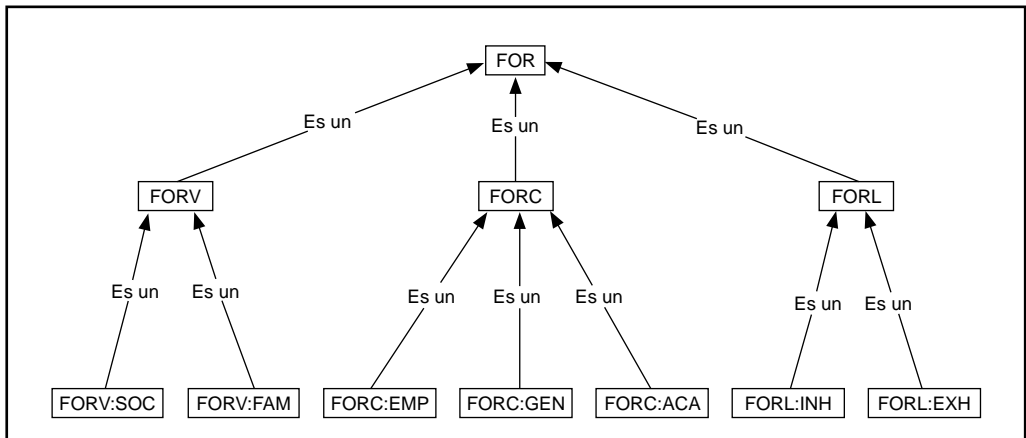 FOR
Es un Es un Es un
FORV FORC FORL
Es un Es un Es un Es un Es un Es un Es un
FORV:SOC FORV:FAM FORC:EMP FORC:GEN FORC:ACA FORL:INH FORL:EXH